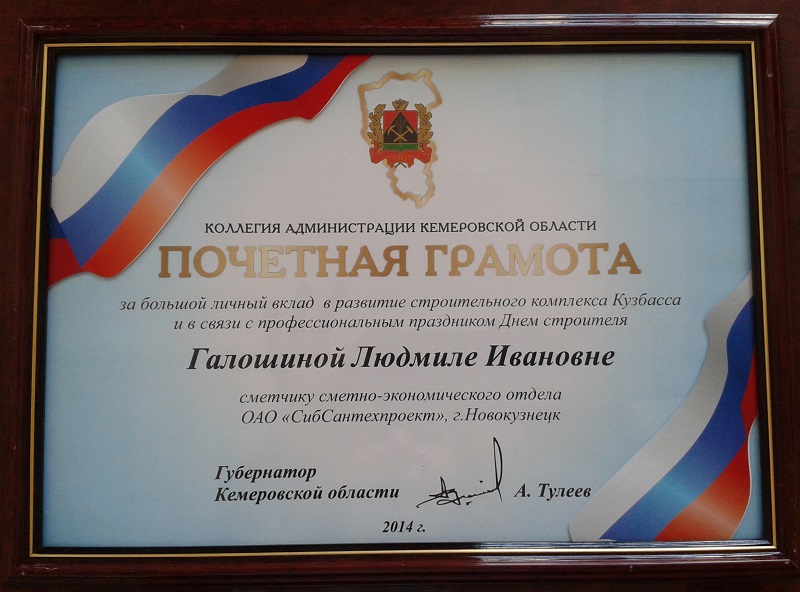 КОЛЛЕГИЯ АДМИНИСТРАЦИИ КЕМЕРОВСКОЙ ОБЛАСТИ
ПОЧЕТНАЯ ГРАМОТА
за большой личный вклад в развитие строительного комплекса Кузбасса
и в связи с профессиональным праздником Днем строителя
Галошиной Людмиле Ивановне
сметчику сметно-экономического отдела
ОАО «СибСантехпроект», г.Новокузнецк
Губернатор
Кемеровской области А. Тулеев
2014 г.